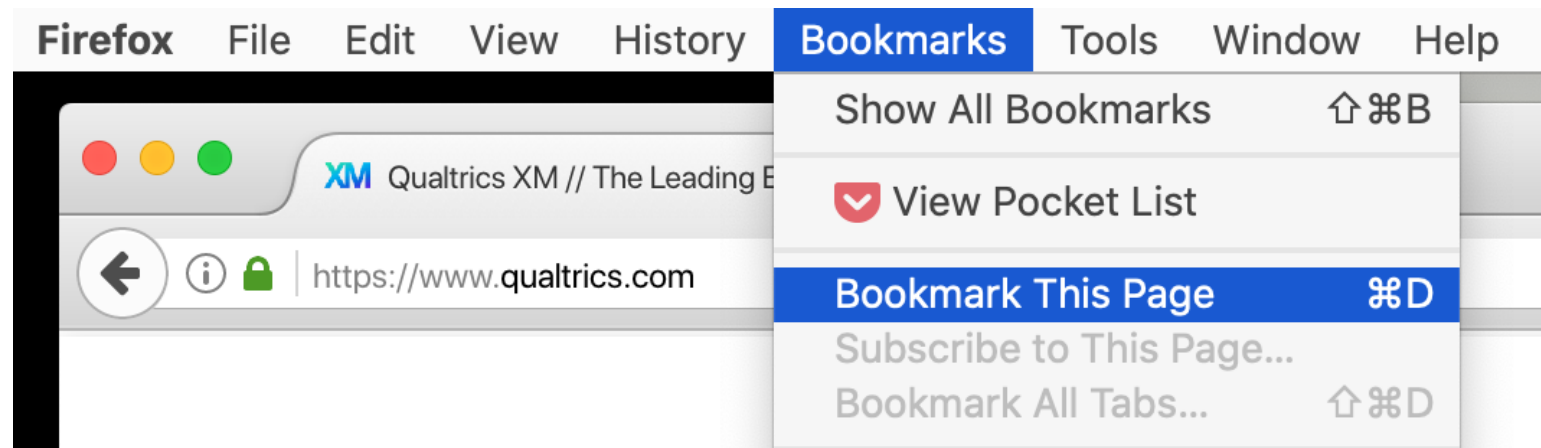 Firefox File Edit View History Bookmarks Tools Window Help
Show All Bookmarks ⇧⌘B
XM Qualtrics XM // The Leading
View Pocket List
https://www.qualtrics.com
Bookmark This Page ⌘D
Subscribe to This Page...
Bookmark All Tabs... ⇧⌘D